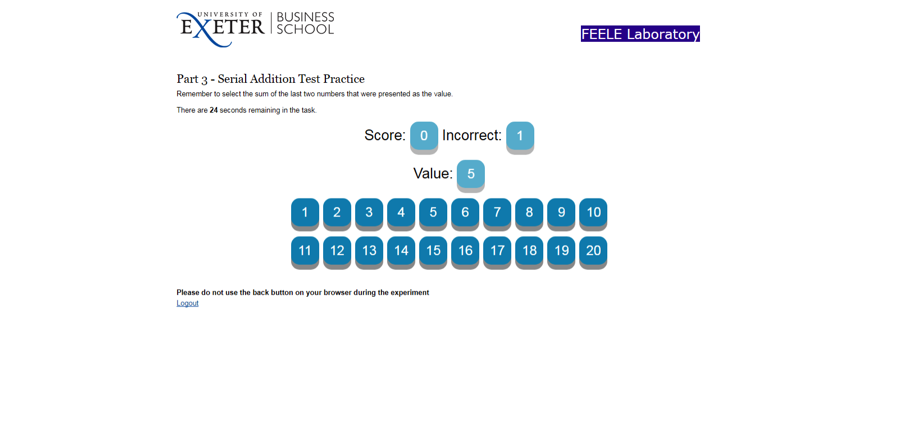 UNIVERSITY OF
EXETER
BUSINESS
SCHOOL
FEELE Laboratory
Part 3 - Serial Addition Test Practice
Remember to select the sum of the last two numbers that were presented as the value.
There are 24 seconds remaining in the task.
Score: 0 Incorrect: 1
Value: 5
1 2 3 4 5 6 7 8 9 10
11 12 13 14 15 16 17 18 19 20
Please do not use the back button on your browser during the experiment
Logout